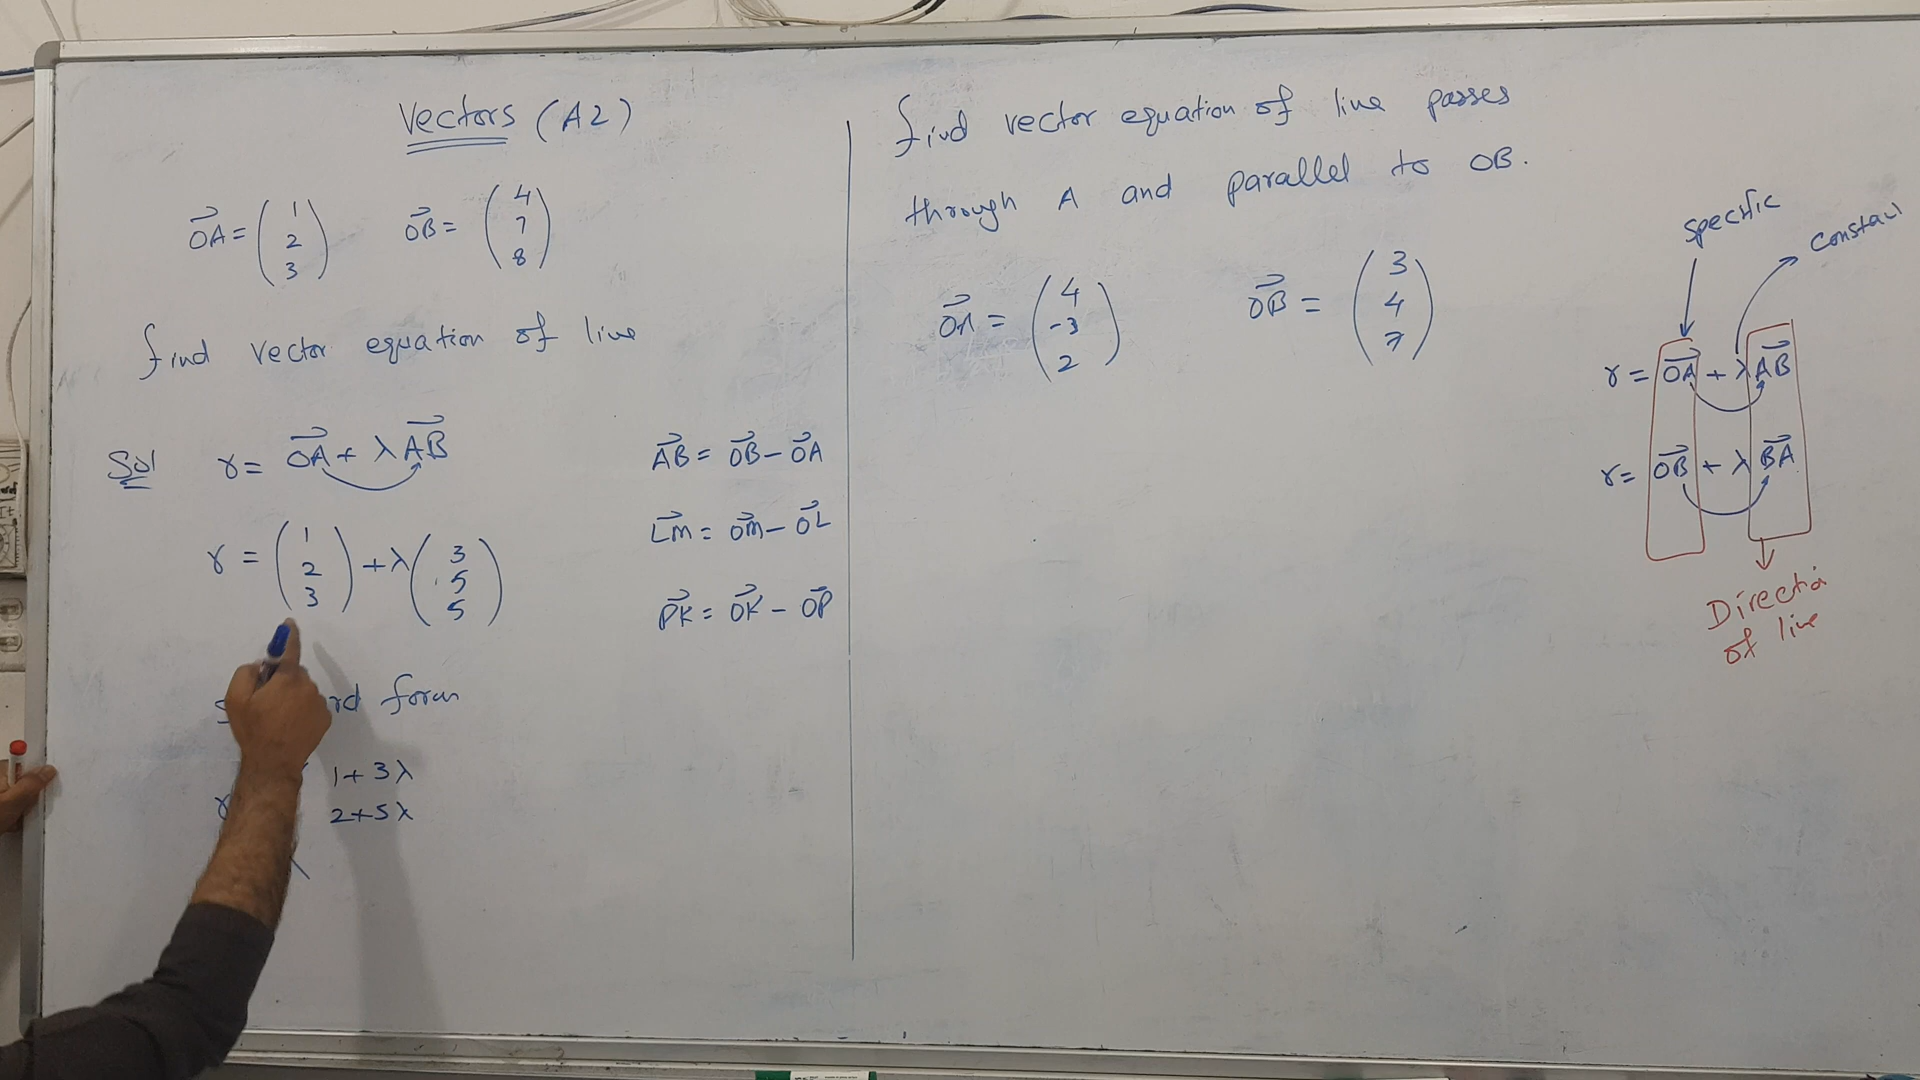 Vectors (A2)
OA = (1 2 3) OB = (4 7 8)
find vector equation of line
Sol r = OA + λ AB
r = (1 2 3) + λ (3 5 5)
form
1+3λ
2+5λ
AB = OB - OA
LM = OM - OL
PK = OK - OP
find vector equation of line passes
through A and parallel to OB.
OA = (4 -3 2) OB = (3 4 7)
specific
Constant
r = OA + λ AB
r = OB + λ BA
Direction
of line